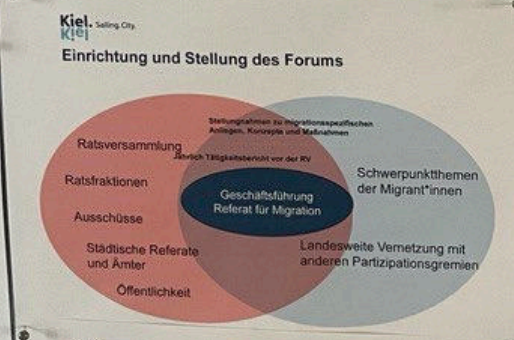 Kiel. Sailing. City.
Kiel
Einrichtung und Stellung des Forums
Stellungnahmen zu migrationsspezifischen
Anliegen, Konzepte und Maßnahmen
Ratsversammlung
Jährlich Tätigkeitsbericht vor der RV
Ratsfraktionen
Schwerpunktthemen
der Migrant*innen
Geschäftsführung
Referat für Migration
Ausschüsse
Städtische Referate
und Ämter
Landesweite Vernetzung mit
anderen Partizipationsgremien
Öffentlichkeit